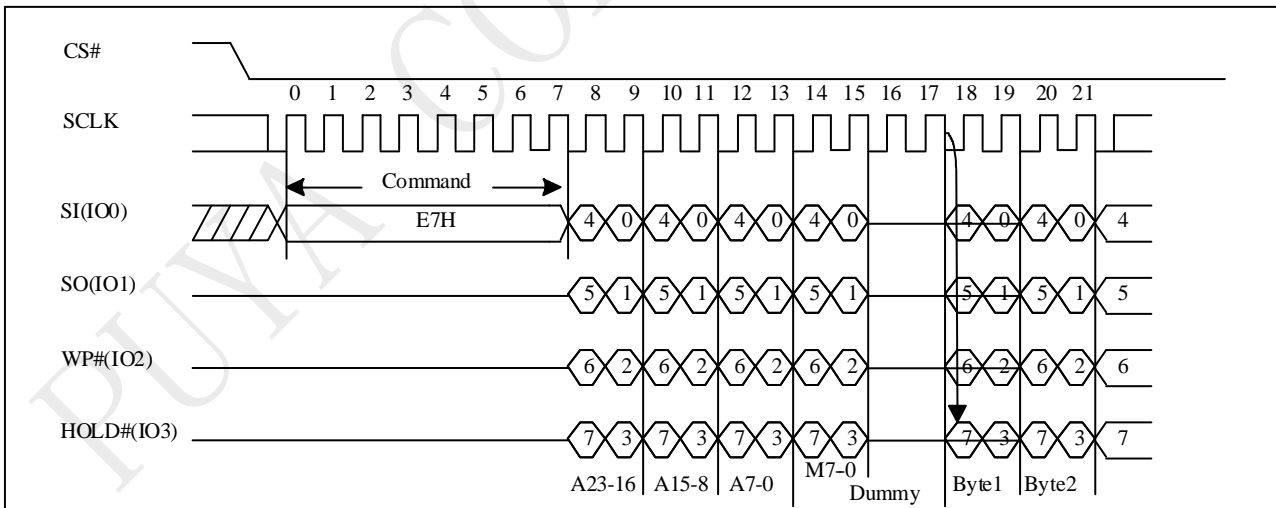 CS#
0 1 2 3 4 5 6 7 8 9 10 11 12 13 14 15 16 17 18 19 20 21
SCLK
Command
SI(IO0) E7H 4 0 4 0 4 0 4 0 4 0 4 0 4
SO(IO1) 5 1 5 1 5 1 5 1 5 1 5 1 5
WP#(IO2) 6 2 6 2 6 2 6 2 6 2 6 2 6
HOLD#(IO3) 7 3 7 3 7 3 7 3 7 3 7 3 7
A23-16 A15-8 A7-0 M7-0 Dummy Byte1 Byte2
PUYA CO